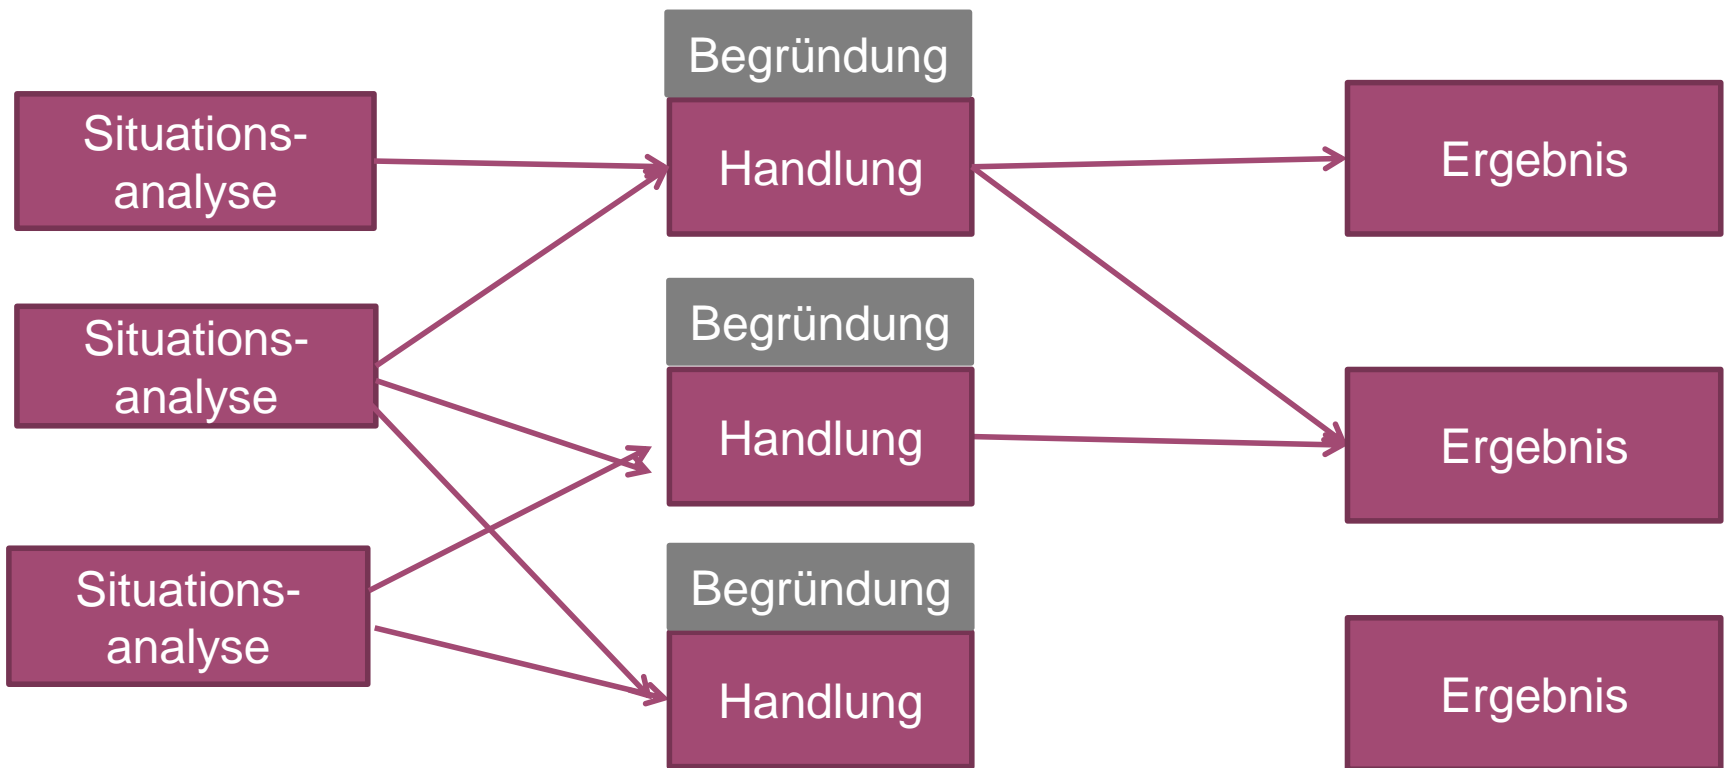 Situations-
analyse
Begründung
Handlung
Ergebnis
Situations-
analyse
Begründung
Handlung
Ergebnis
Situations-
analyse
Begründung
Handlung
Ergebnis